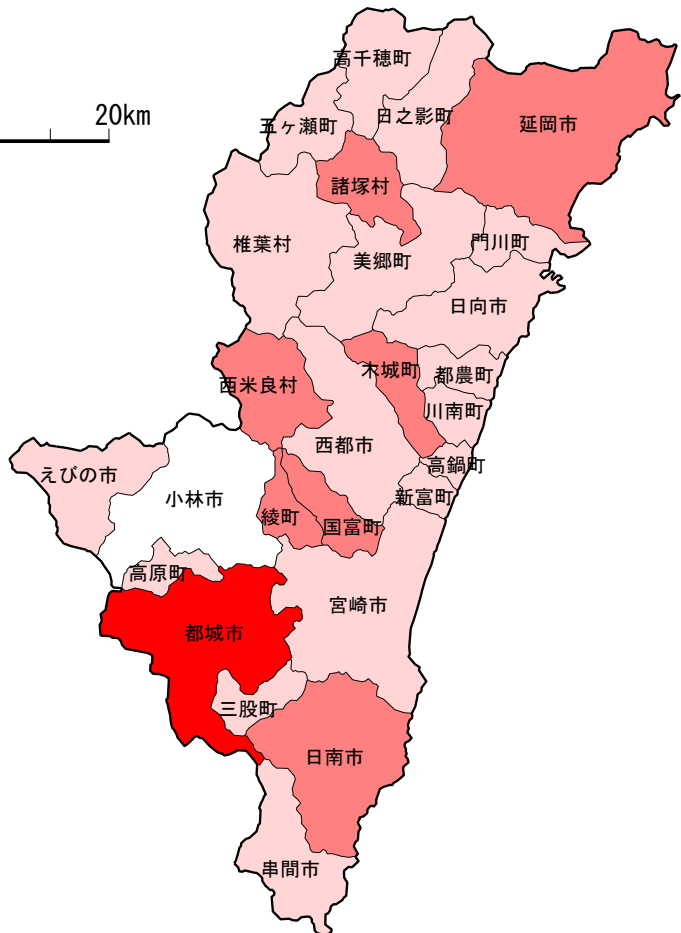 高千穂町
20km
日之影町
五ヶ瀬町
延岡市
諸塚村
椎葉村
門川町
美郷町
日向市
木城町
都農町
西米良村
川南町
西都市
高鍋町
えびの市
新富町
小林市
綾町
国富町
高原町
宮崎市
都城市
三股町
日南市
串間市